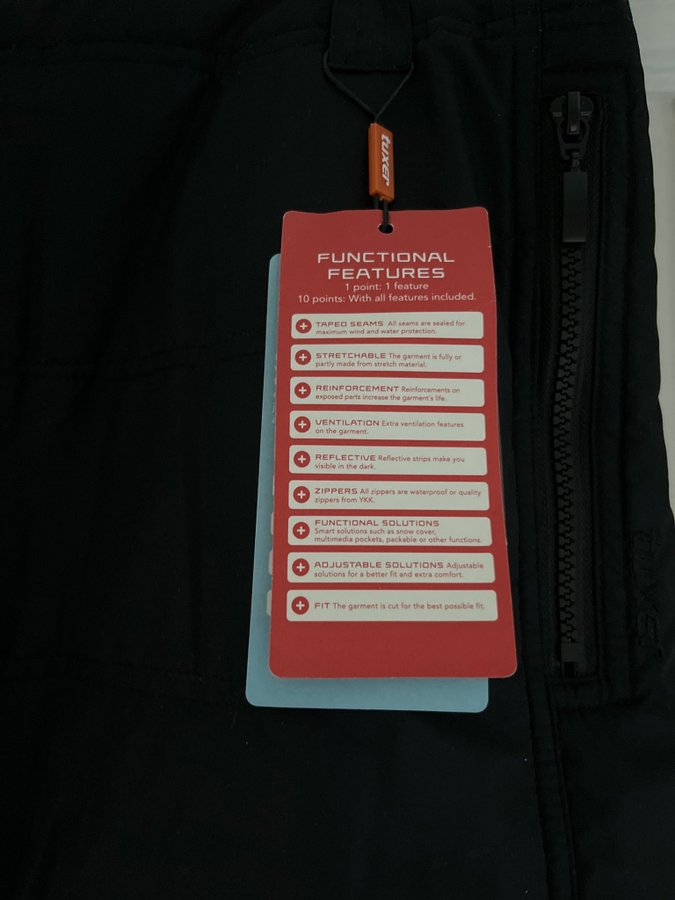 tuxer
FUNCTIONAL
FEATURES
1 point: 1 feature
10 points: With all features included.
TAPED SEAMS All seams are sealed for
maximum wind and water protection.
STRETCHABLE The garment is fully or
partly made from stretch material.
REINFORCEMENT Reinforcements on
exposed parts increase the garment's life.
VENTILATION Extra ventilation features
on the garment.
REFLECTIVE Reflective strips make you
visible in the dark.
ZIPPERS All zippers are waterproof or quality
zippers from YKK.
FUNCTIONAL SOLUTIONS
Smart solutions such as snow cover,
multimedia pockets, packable or other functions.
ADJUSTABLE SOLUTIONS Adjustable
solutions for a better fit and extra comfort.
FIT The garment is cut for the best possible fit.
tuxer